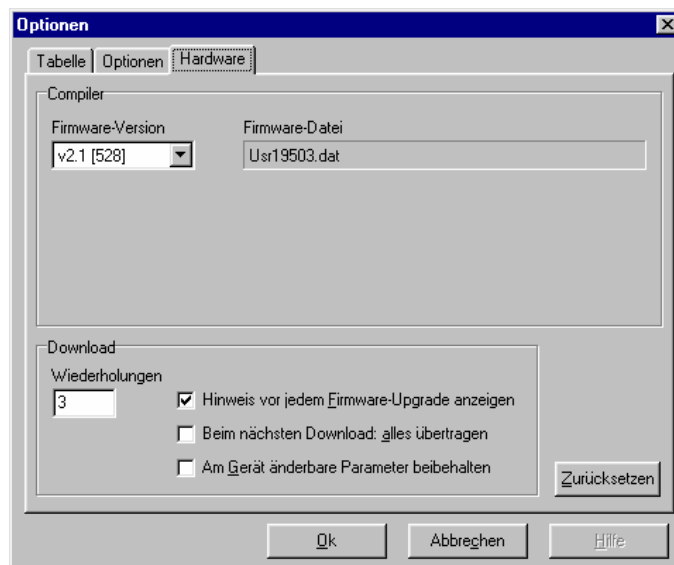 Optionen
Tabelle Optionen Hardware
Compiler
Firmware-Version Firmware-Datei
v2.1 [528] Usr19503.dat
Download
Wiederholungen
3
Hinweis vor jedem Firmware-Upgrade anzeigen
Beim nächsten Download: alles übertragen
Am Gerät änderbare Parameter beibehalten
Zurücksetzen
Ok Abbrechen Hilfe